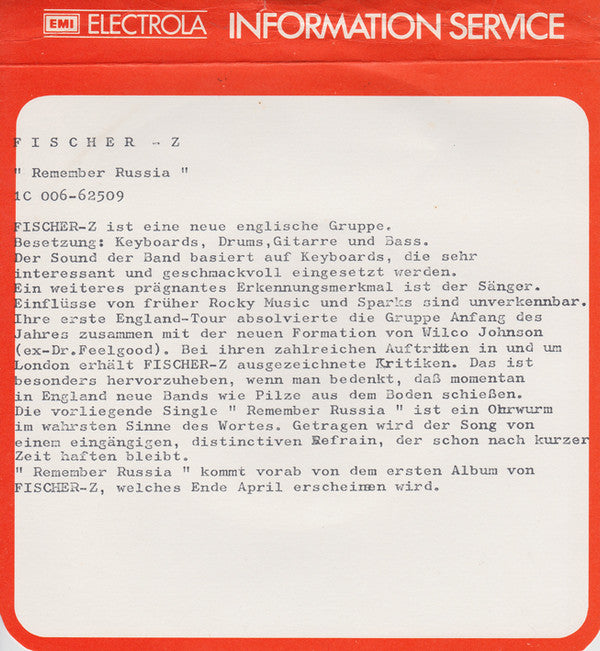 EMI ELECTROLA INFORMATION SERVICE
FISCHER - Z
" Remember Russia "
1C 006-62509
FISCHER-Z ist eine neue englische Gruppe.
Besetzung: Keyboards, Drums,Gitarre und Bass.
Der Sound der Band basiert auf Keyboards, die sehr
interessant und geschmackvoll eingesetzt werden.
Ein weiteres prägnantes Erkennungsmerkmal ist der Sänger.
Einflüsse von früher Rocky Music und Sparks sind unverkennbar.
Ihre erste England-Tour absolvierte die Gruppe Anfang des
Jahres zusammen mit der neuen Formation von Wilco Johnson
(ex-Dr.Feelgood). Bei ihren zahlreichen Auftritten in und um
London erhält FISCHER-Z ausgezeichnete Kritiken. Das ist
besonders hervorzuheben, wenn man bedenkt, daß momentan
in England neue Bands wie Pilze aus dem Boden schießen.
Die vorliegende Single " Remember Russia " ist ein Ohrwurm
im wahrsten Sinne des Wortes. Getragen wird der Song von
einem eingängigen, distinctiven Refrain, der schon nach kurzer
Zeit haften bleibt.
" Remember Russia " kommt vorab von dem ersten Album von
FISCHER-Z, welches Ende April erscheinen wird.